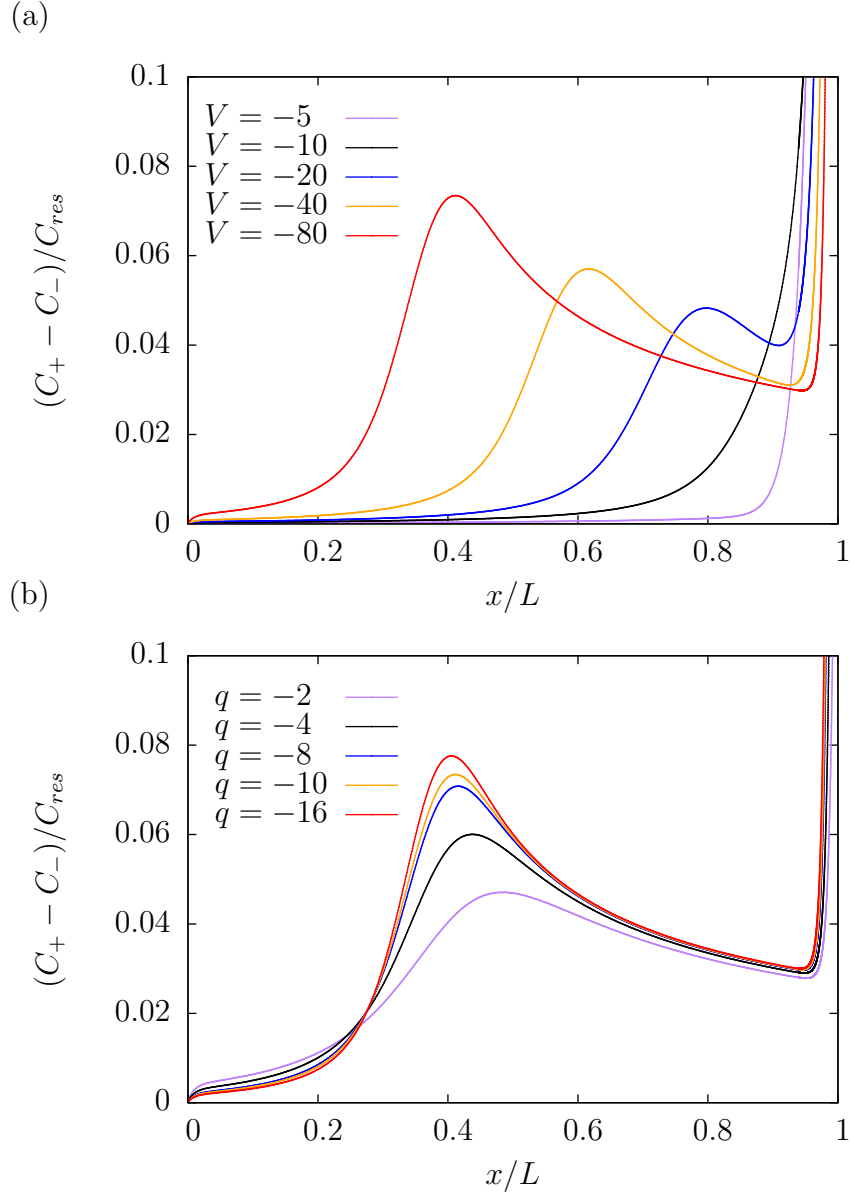 (a)
(C₊ − C₋)/C_res
0.1
0.08
0.06
0.04
0.02
0
V = −5
V = −10
V = −20
V = −40
V = −80
0 0.2 0.4 0.6 0.8 1
x/L
(b)
(C₊ − C₋)/C_res
0.1
0.08
0.06
0.04
0.02
0
q = −2
q = −4
q = −8
q = −10
q = −16
0 0.2 0.4 0.6 0.8 1
x/L